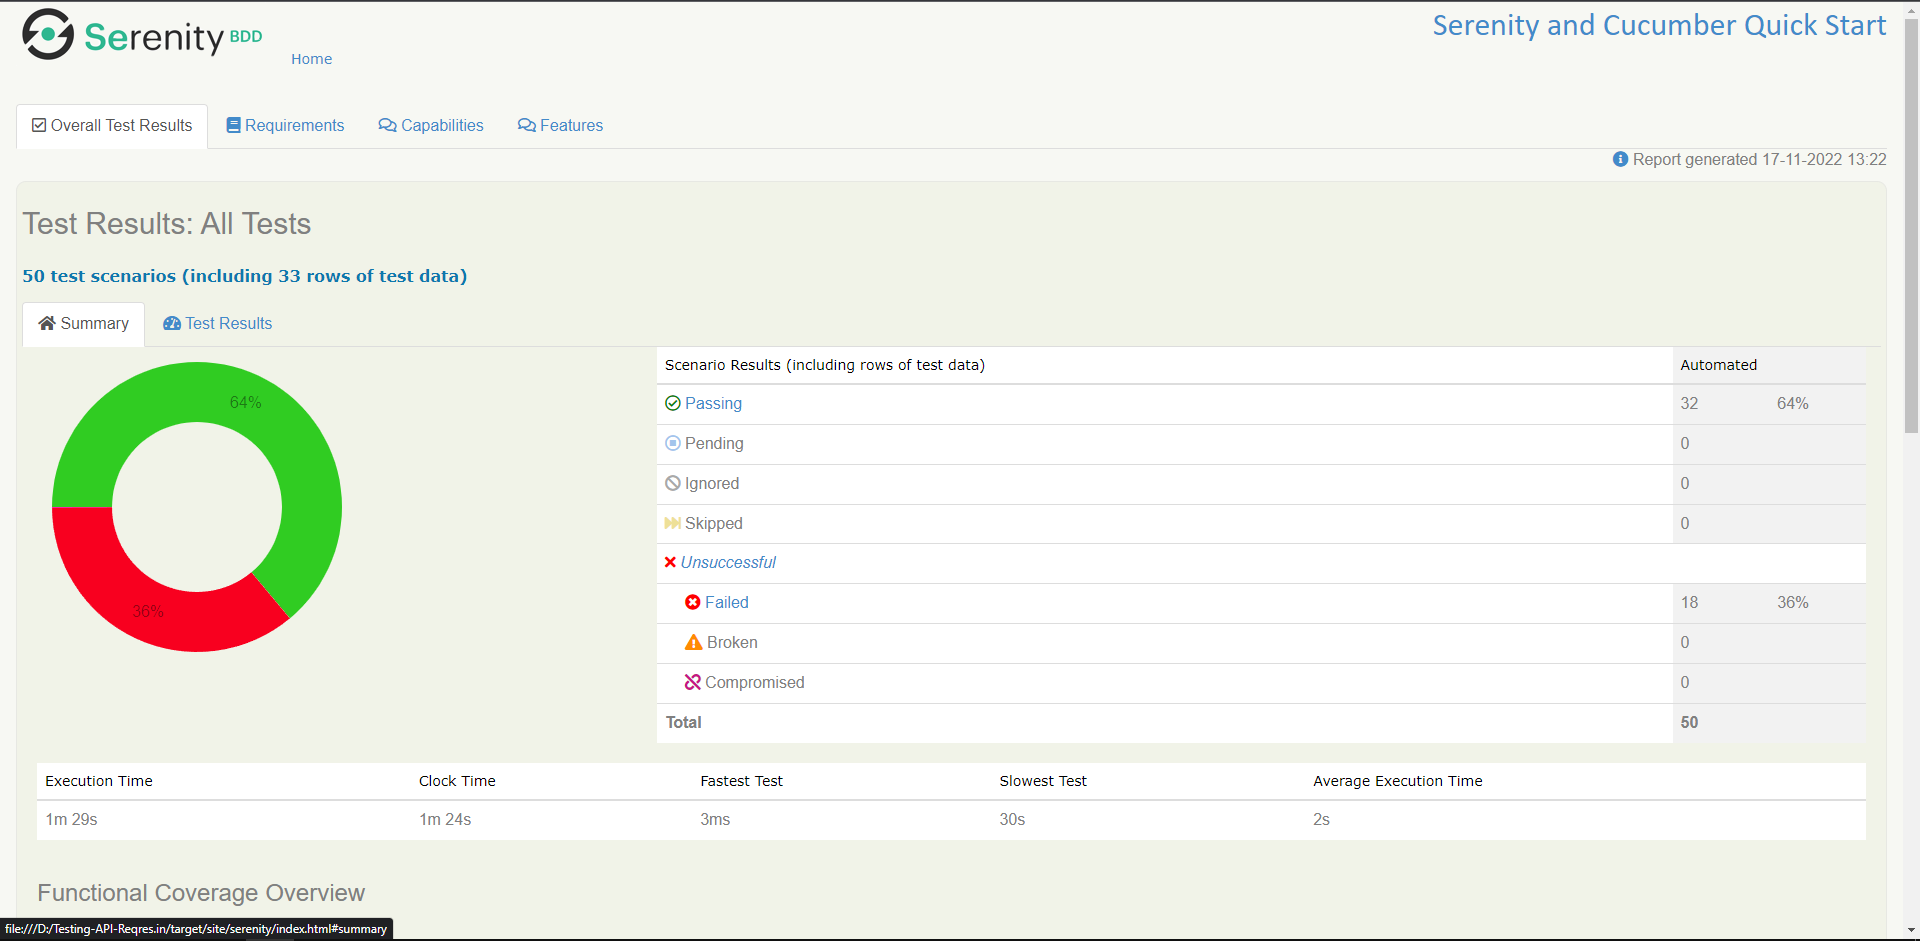 Serenity BDD
Home
Serenity and Cucumber Quick Start
Overall Test Results
Requirements
Capabilities
Features
Report generated 17-11-2022 13:22
Test Results: All Tests
50 test scenarios (including 33 rows of test data)
Summary
Test Results
64%
36%
Scenario Results (including rows of test data) Automated
Passing 32 64%
Pending 0
Ignored 0
Skipped 0
Unsuccessful
Failed 18 36%
Broken 0
Compromised 0
Total 50
Execution Time Clock Time Fastest Test Slowest Test Average Execution Time
1m 29s 1m 24s 3ms 30s 2s
Functional Coverage Overview
file:///D:/Testing-API-Reqres.in/target/site/serenity/index.html#summary